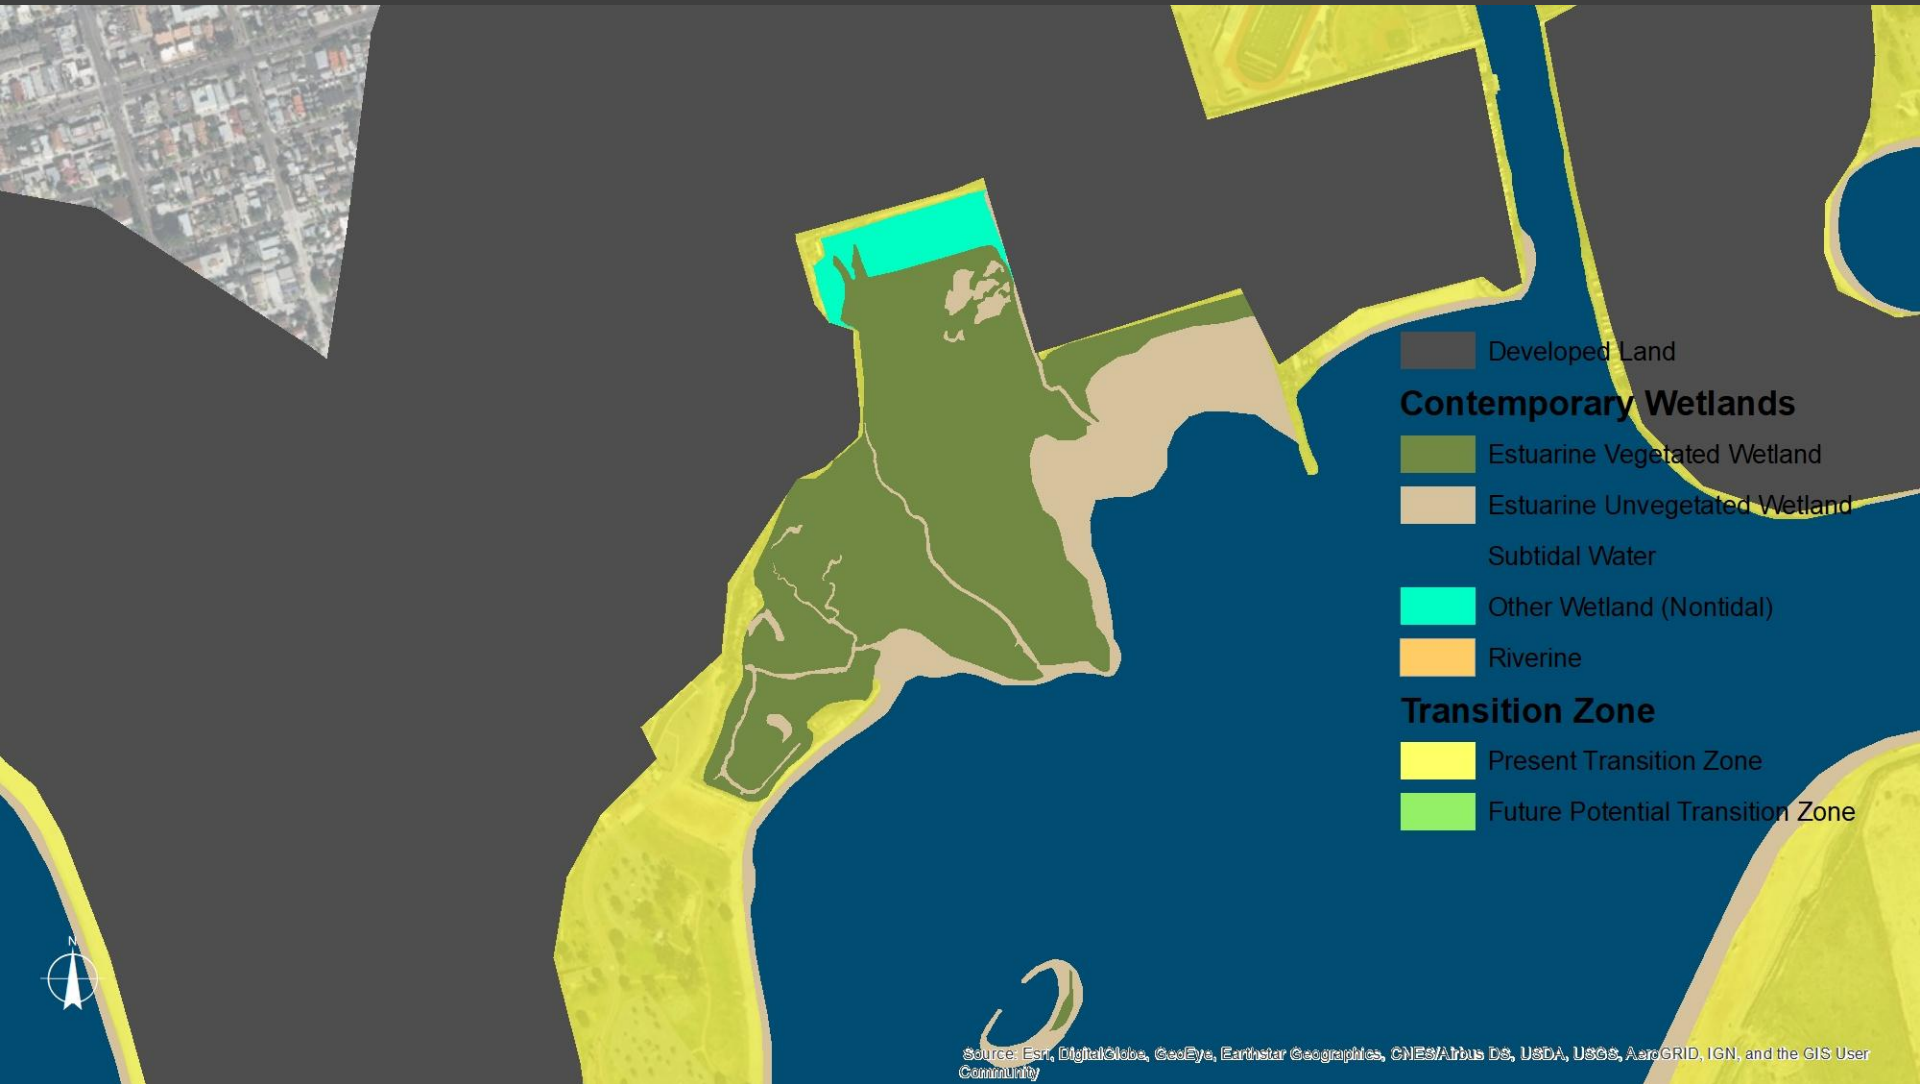 Developed Land
Contemporary Wetlands
Estuarine Vegetated Wetland
Estuarine Unvegetated Wetland
Subtidal Water
Other Wetland (Nontidal)
Riverine
Transition Zone
Present Transition Zone
Future Potential Transition Zone
N
Source: Esri, DigitalGlobe, GeoEye, Earthstar Geographics, CNES/Airbus DS, USDA, USGS, AeroGRID, IGN, and the GIS User
Community